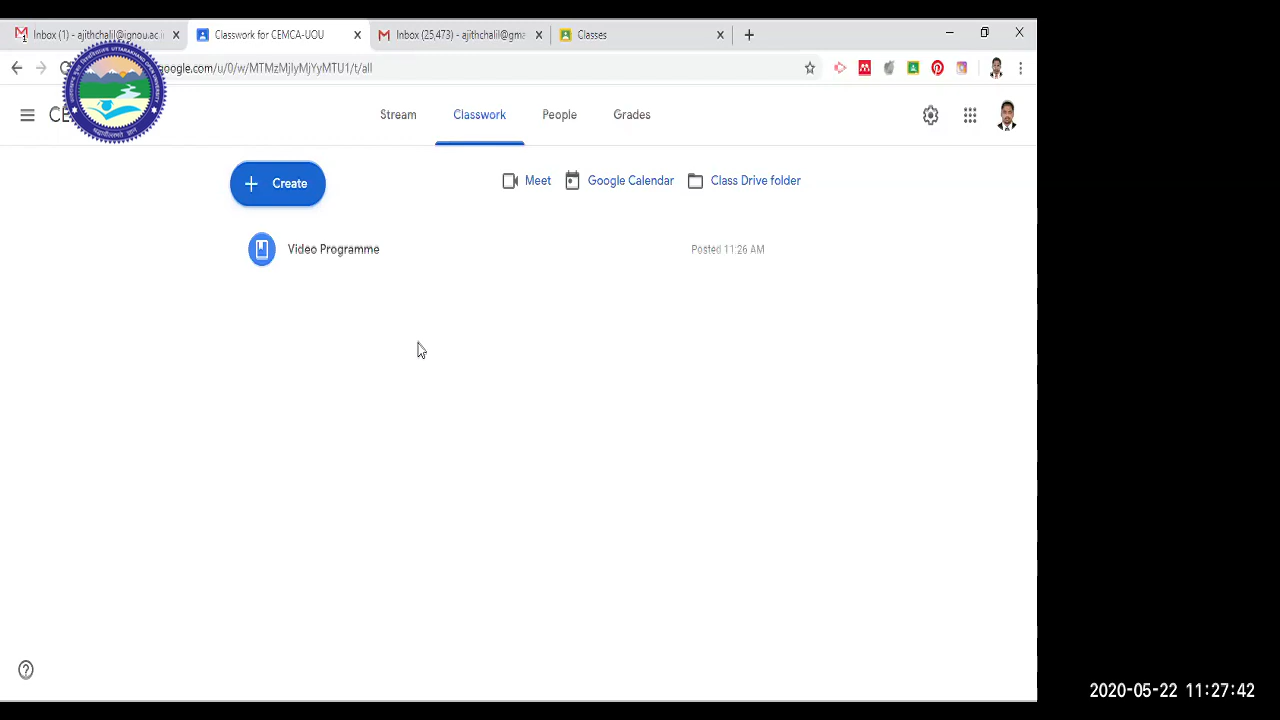 Inbox (1) - ajithchalil@ignou.ac.i
Classwork for CEMCA-UOU
Inbox (25,473) - ajithchalil@gma
Classes
google.com/u/0/w/MTMzMjIyMjYyMTU1/t/all
CE
Stream
Classwork
People
Grades
Create
Meet
Google Calendar
Class Drive folder
Video Programme
Posted 11:26 AM
2020-05-22 11:27:42